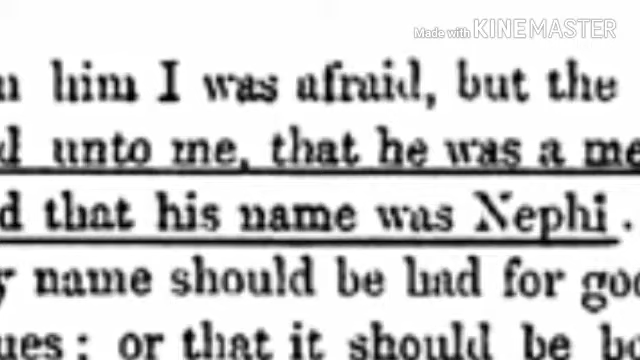 Made with KINEMASTER
him I was afraid, but the
unto me, that he was a
that his name was Nephi.
name should be had for
or that it should be